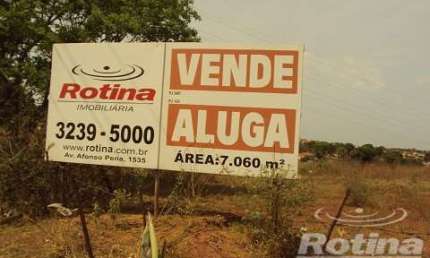 Rotina
IMOBILIÁRIA
3239-5000
www.rotina.com.br
Av. Afonso Pena, 1535
VENDE
ALUGA
ÁREA:7.060 m²
Rotina